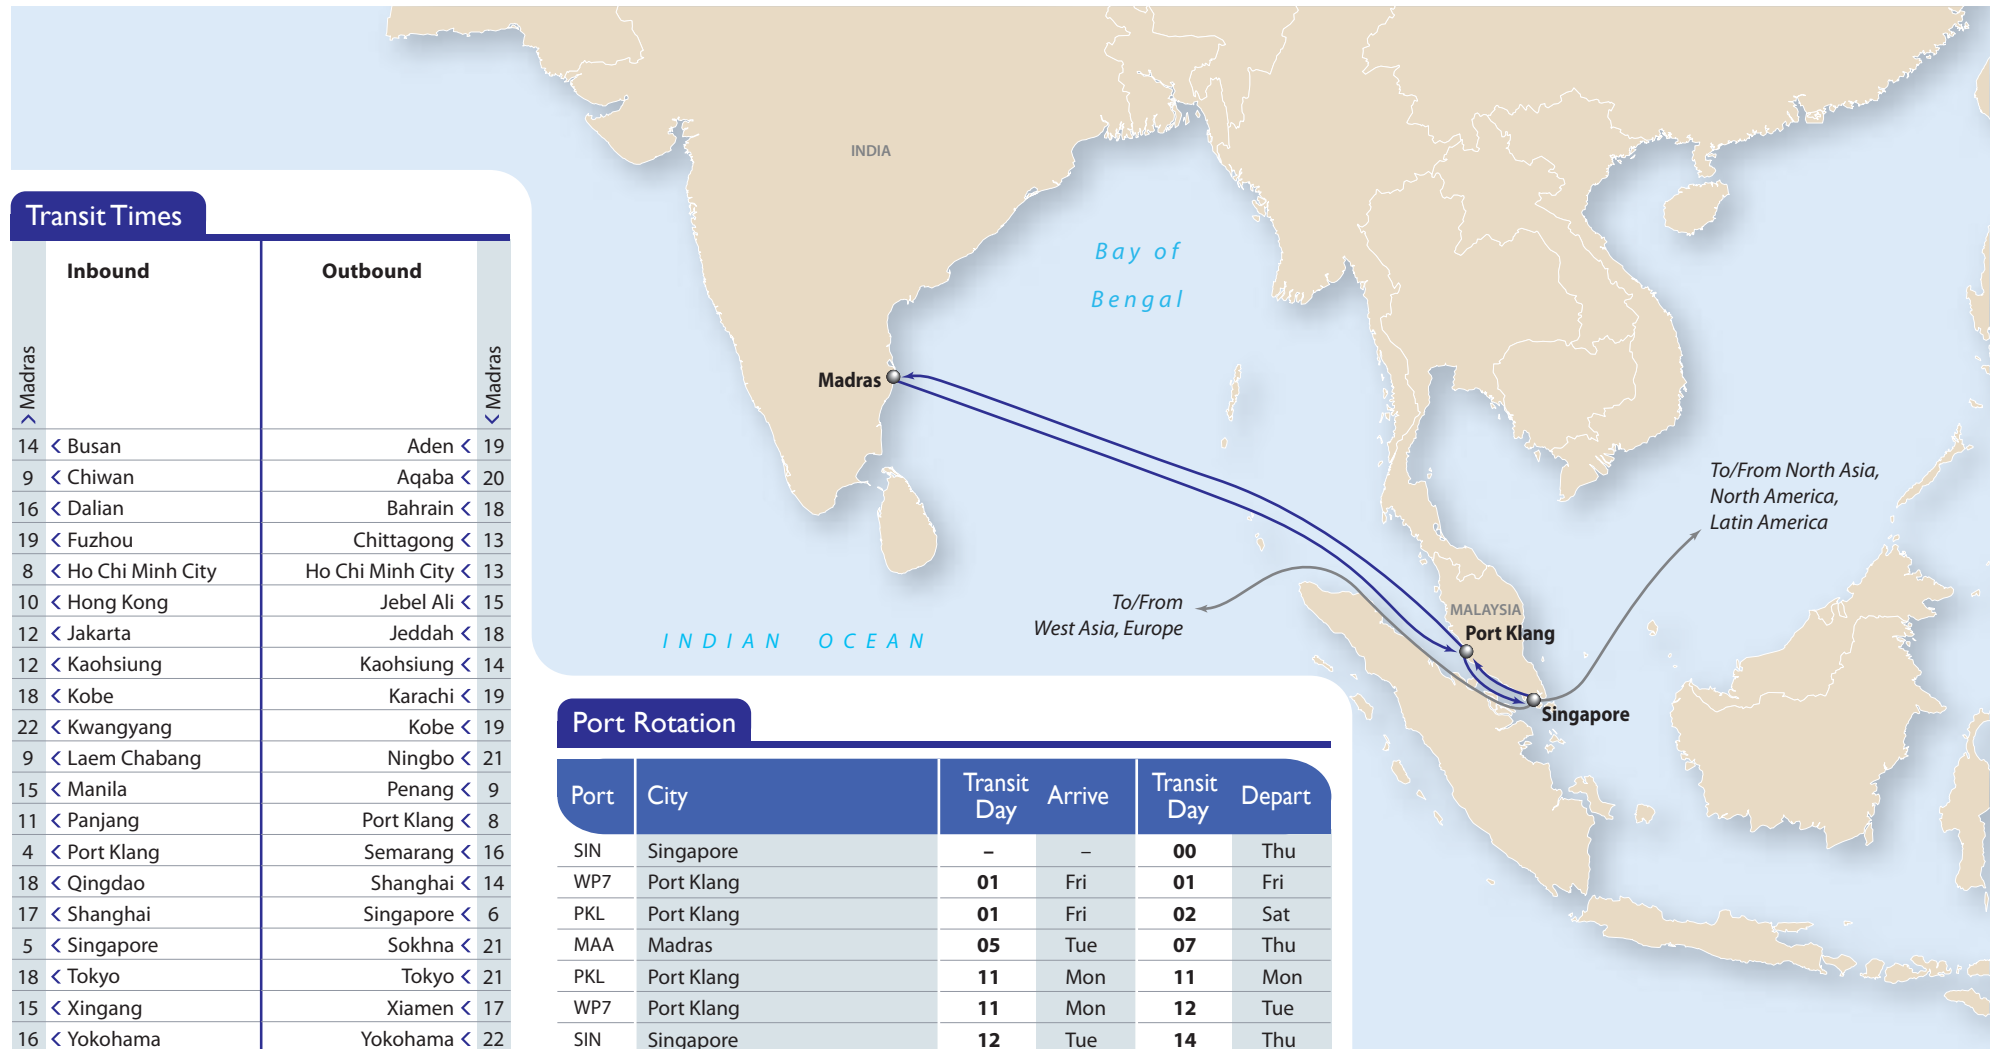 INDIA
Bay of
Bengal
Madras
INDIAN OCEAN
To/From
West Asia, Europe
To/From North Asia,
North America,
Latin America
MALAYSIA
Port Klang
Singapore
Transit Times
Inbound Outbound
> Madras < Madras
14 < Busan Aden < 19
9 < Chiwan Aqaba < 20
16 < Dalian Bahrain < 18
19 < Fuzhou Chittagong < 13
8 < Ho Chi Minh City Ho Chi Minh City < 13
10 < Hong Kong Jebel Ali < 15
12 < Jakarta Jeddah < 18
12 < Kaohsiung Kaohsiung < 14
18 < Kobe Karachi < 19
22 < Kwangyang Kobe < 19
9 < Laem Chabang Ningbo < 21
15 < Manila Penang < 9
11 < Panjang Port Klang < 8
4 < Port Klang Semarang < 16
18 < Qingdao Shanghai < 14
17 < Shanghai Singapore < 6
5 < Singapore Sokhna < 21
18 < Tokyo Tokyo < 21
15 < Xingang Xiamen < 17
16 < Yokohama Yokohama < 22
Port Rotation
Port City Transit Day Arrive Transit Day Depart
SIN Singapore – – 00 Thu
WP7 Port Klang 01 Fri 01 Fri
PKL Port Klang 01 Fri 02 Sat
MAA Madras 05 Tue 07 Thu
PKL Port Klang 11 Mon 11 Mon
WP7 Port Klang 11 Mon 12 Tue
SIN Singapore 12 Tue 14 Thu